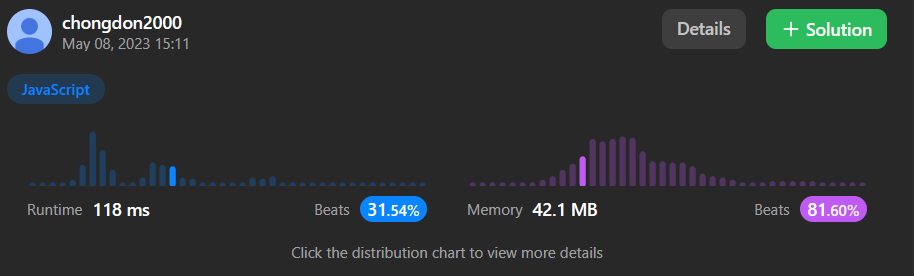 chongdon2000
May 08, 2023 15:11
Details
+ Solution
JavaScript
Runtime 118 ms Beats 31.54%
Memory 42.1 MB Beats 81.60%
Click the distribution chart to view more details